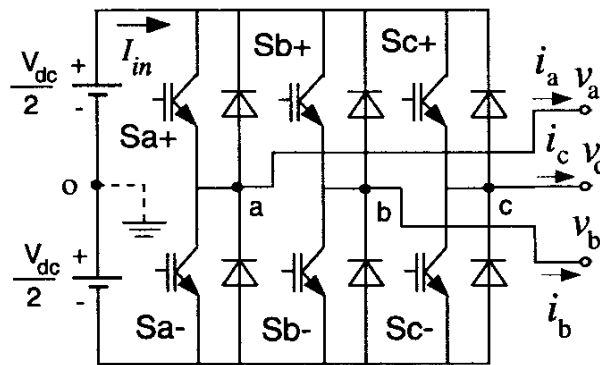 V_dc/2
+
-
I_in
Sa+
Sb+
Sc+
i_a
v_a
i_c
v_c
o
a
b
c
V_dc/2
+
-
v_b
i_b
Sa-
Sb-
Sc-